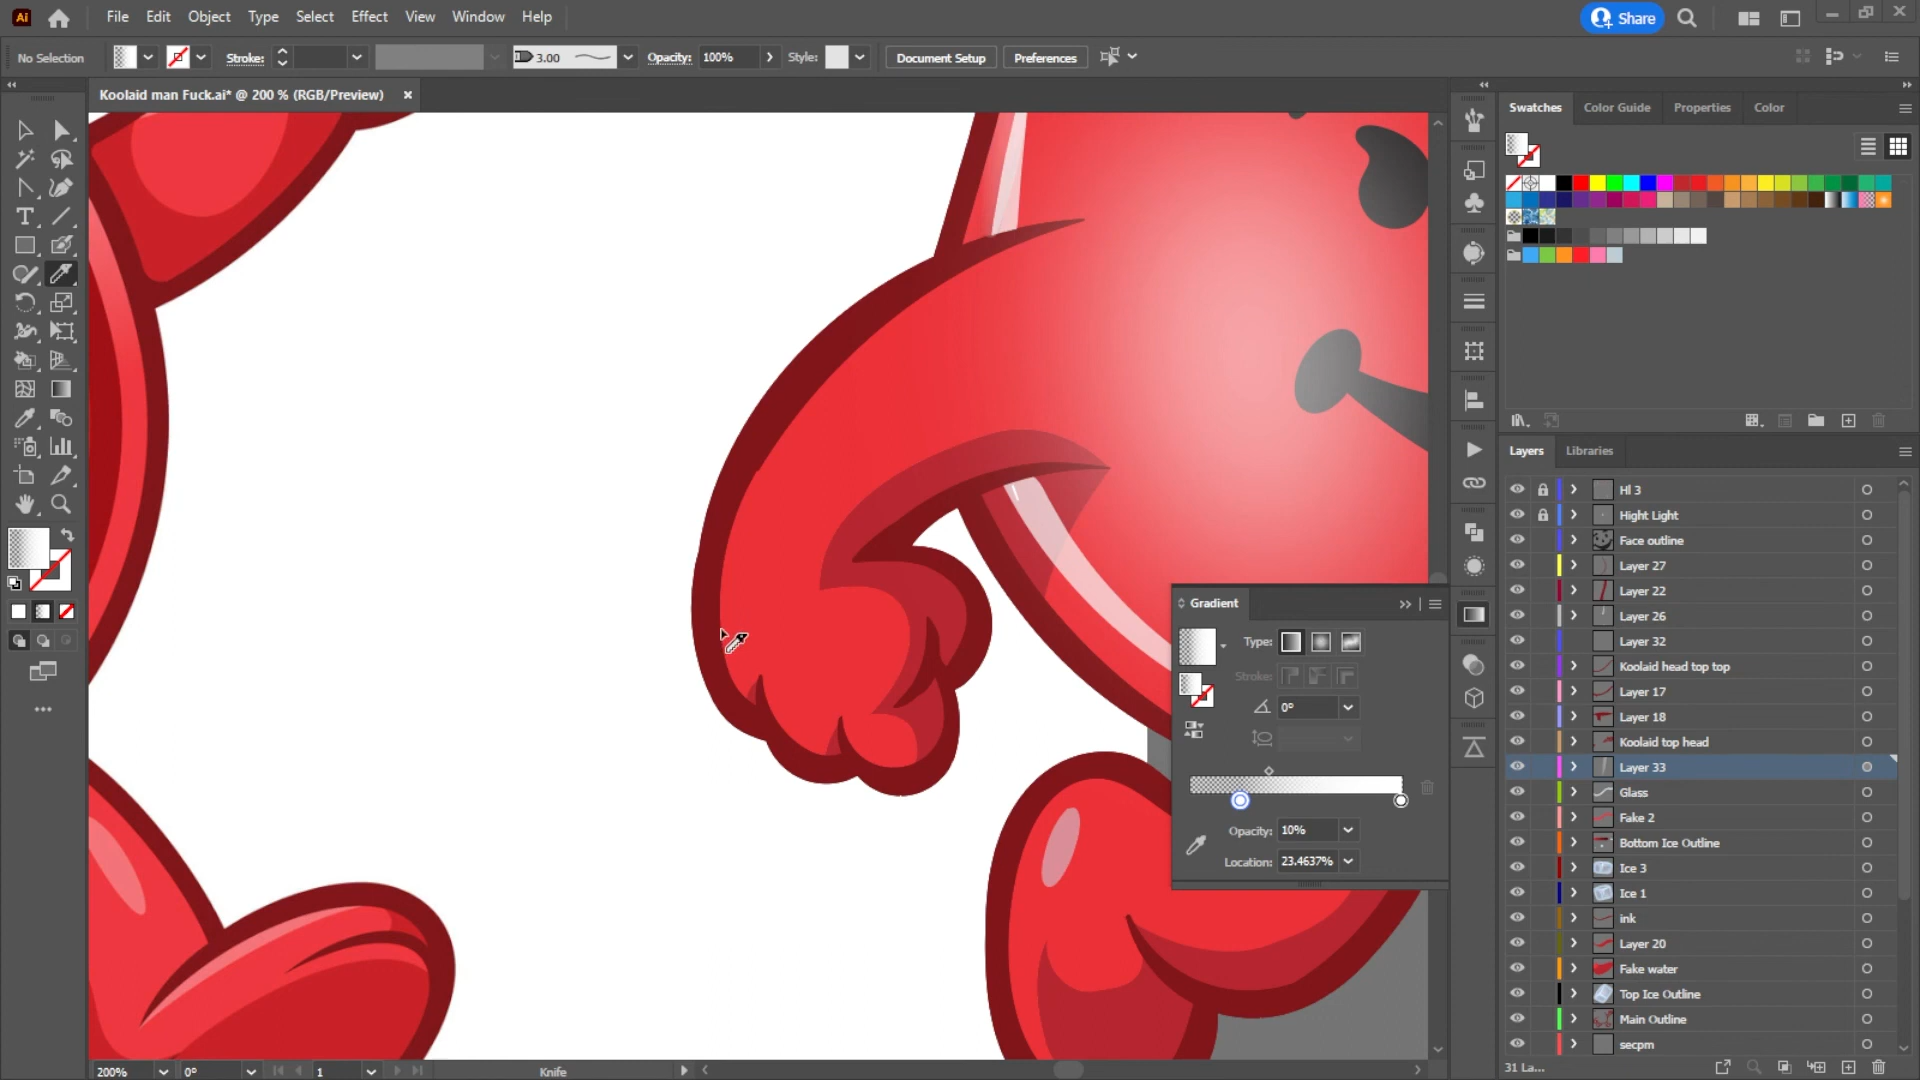 Ai File Edit Object Type Select Effect View Window Help Share
No Selection Stroke: 3.00 Opacity: 100% Style: Document Setup Preferences
Koolaid man Fuck.ai* @ 200 % (RGB/Preview) ×
Swatches Color Guide Properties Color
Layers Libraries
Hl 3
Hight Light
Face outline
Layer 27
Layer 22
Layer 26
Layer 32
Koolaid head top top
Layer 17
Layer 18
Koolaid top head
Layer 33
Glass
Fake 2
Bottom Ice Outline
Ice 3
Ice 1
ink
Layer 20
Fake water
Top Ice Outline
Main Outline
secpm
31 La...
Gradient
Type:
Stroke:
0°
Opacity: 10%
Location: 23.4637%
200% 0° 1 Knife